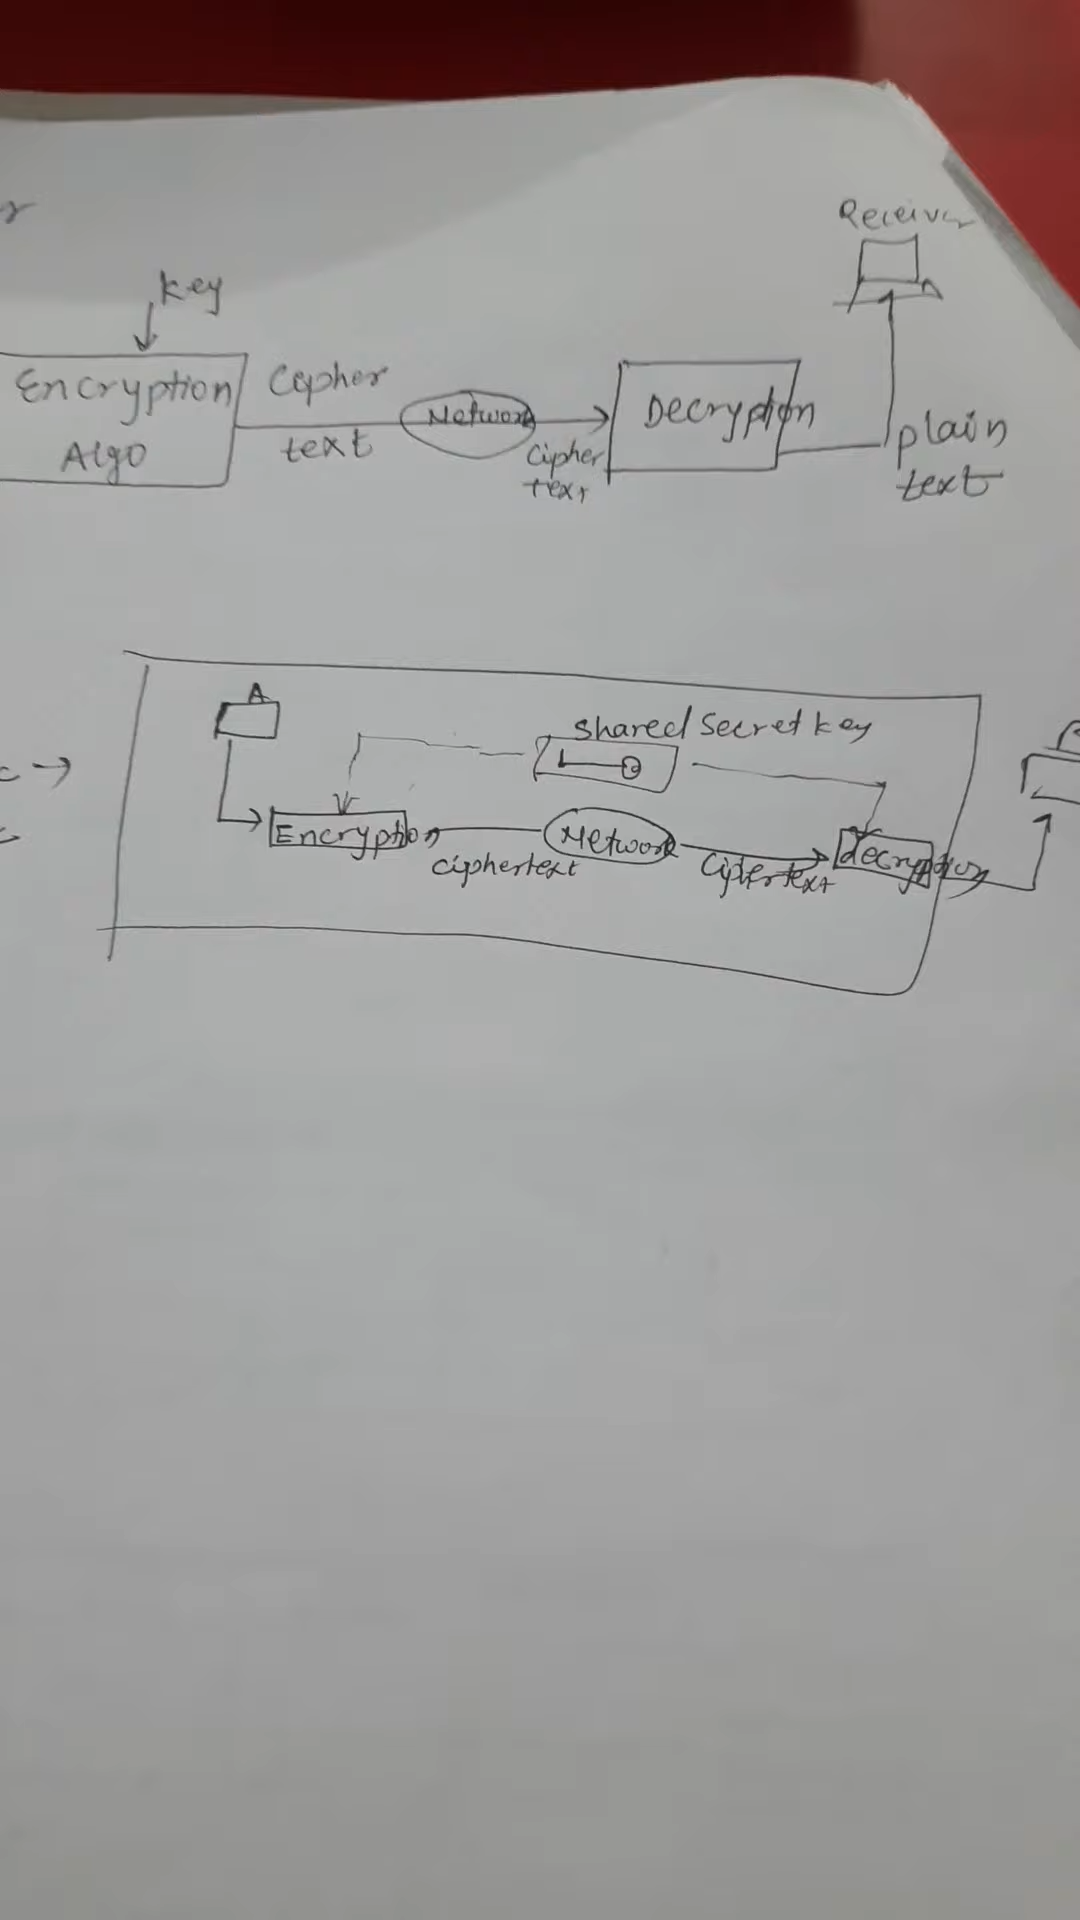 Receiver
key
Encryption
Algo
Cipher
text
Network
Cipher
text
Decryption
plain
text
A
Shared Secret key
Encryption
ciphertext
Network
Ciphertext
decryption